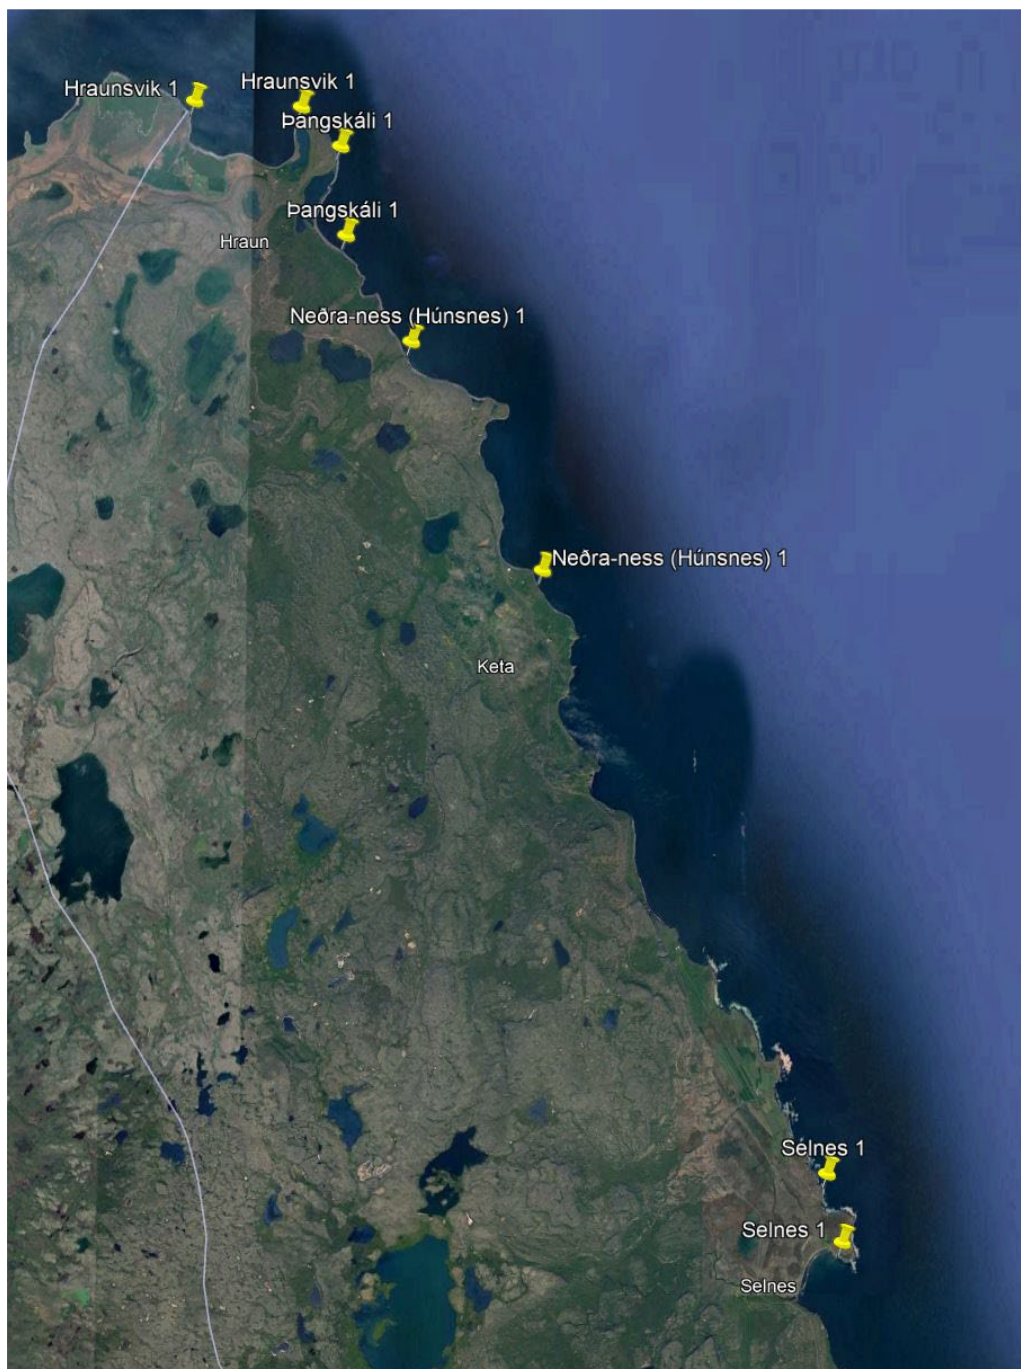 Hraunsvik 1
Hraunsvik 1
Þangskáli 1
Þangskáli 1
Hraun
Neðra-ness (Húnsnes) 1
Neðra-ness (Húnsnes) 1
Keta
Selnes 1
Selnes 1
Selnes